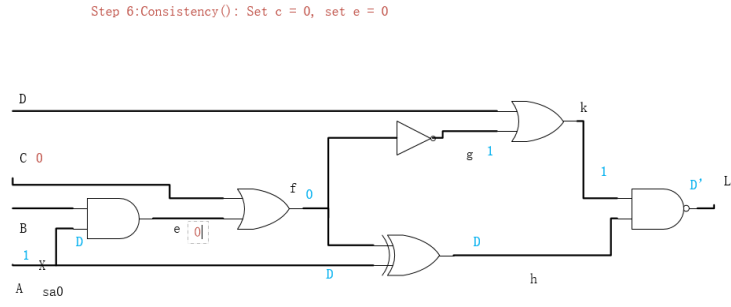 Step 6:Consistency(): Set c = 0, set e = 0
D
k
C 0
g 1
1
f 0
D'
L
B
D
e 0
D
1
X
D
h
A
sa0